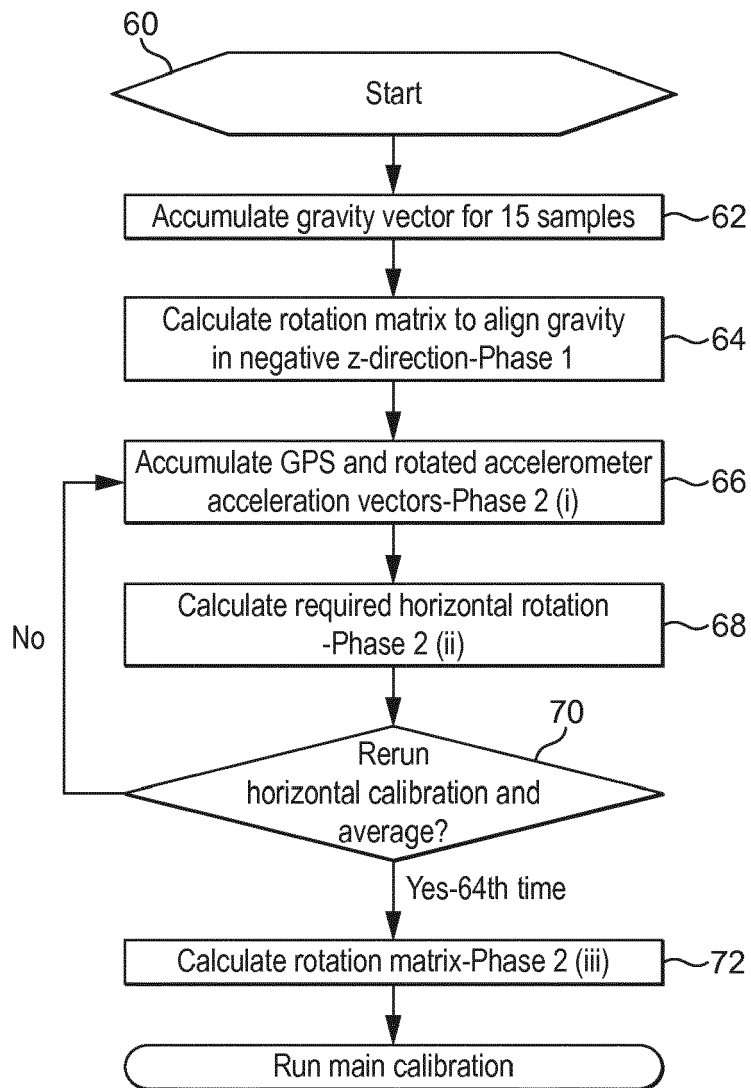 60
Start
Accumulate gravity vector for 15 samples
62
Calculate rotation matrix to align gravity
in negative z-direction-Phase 1
64
Accumulate GPS and rotated accelerometer
acceleration vectors-Phase 2 (i)
66
Calculate required horizontal rotation
-Phase 2 (ii)
68
No
70
Rerun
horizontal calibration and
average?
Yes-64th time
Calculate rotation matrix-Phase 2 (iii)
72
Run main calibration